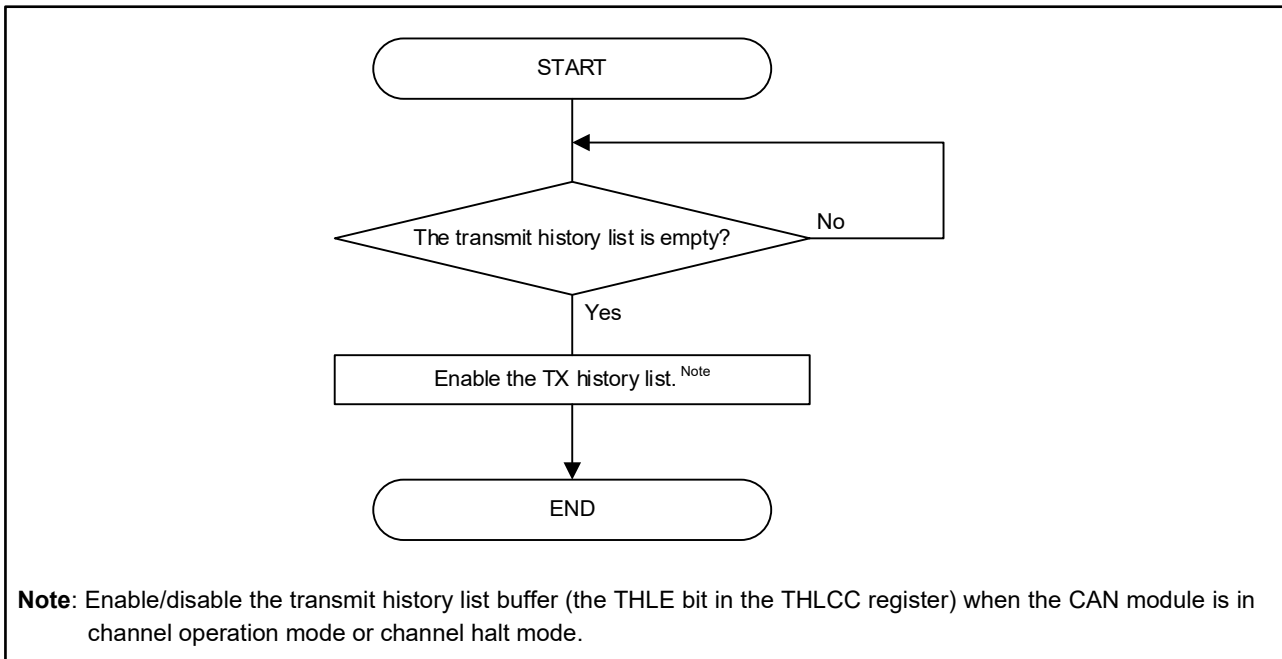 START
The transmit history list is empty?
No
Yes
Enable the TX history list. Note
END
Note: Enable/disable the transmit history list buffer (the THLE bit in the THLCC register) when the CAN module is in
channel operation mode or channel halt mode.